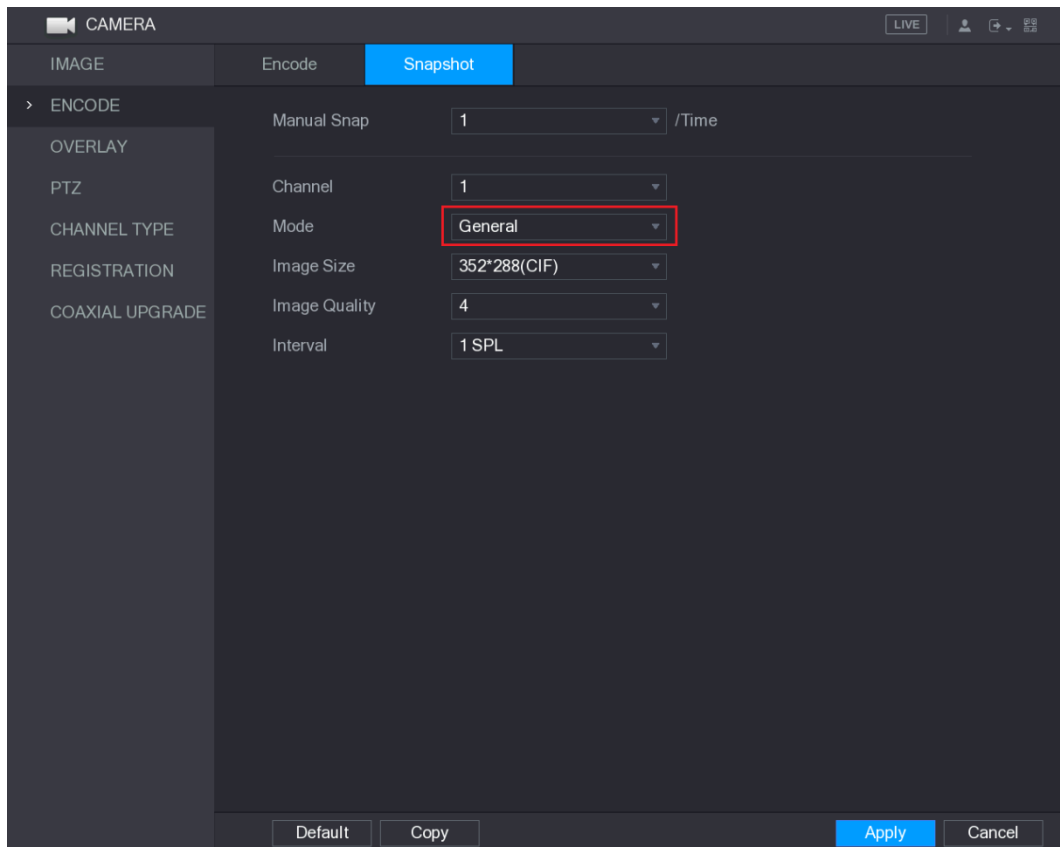 CAMERA LIVE
IMAGE
ENCODE
OVERLAY
PTZ
CHANNEL TYPE
REGISTRATION
COAXIAL UPGRADE
Encode Snapshot
Manual Snap 1 /Time
Channel 1
Mode General
Image Size 352*288(CIF)
Image Quality 4
Interval 1 SPL
Default Copy Apply Cancel